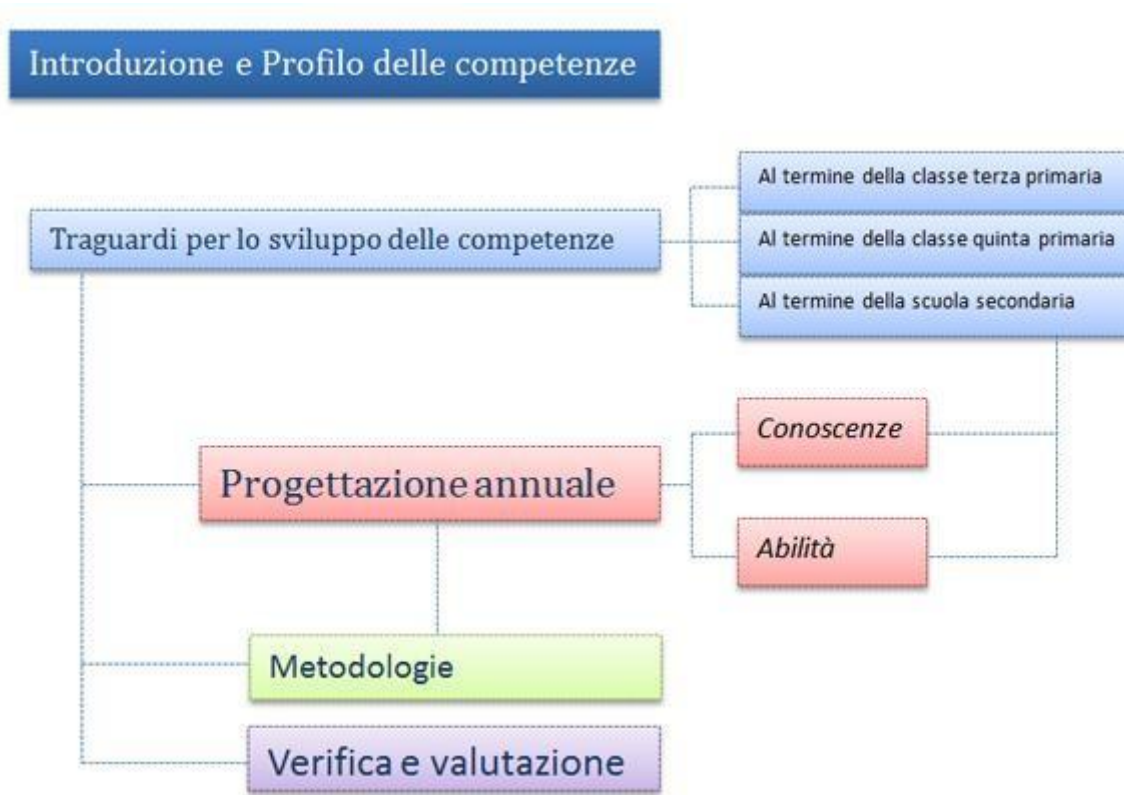 Introduzione e Profilo delle competenze
Traguardi per lo sviluppo delle competenze
Al termine della classe terza primaria
Al termine della classe quinta primaria
Al termine della scuola secondaria
Progettazione annuale
Conoscenze
Abilità
Metodologie
Verifica e valutazione